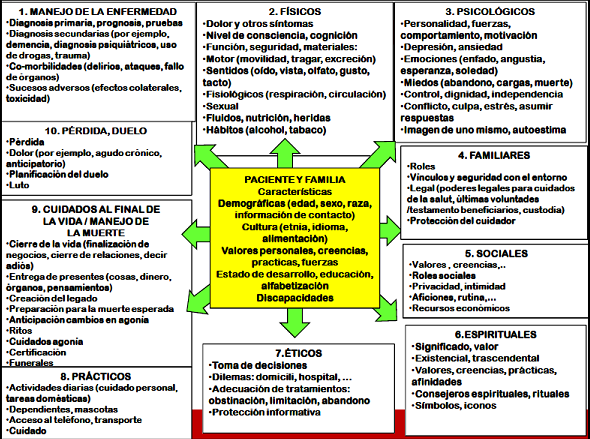 1. MANEJO DE LA ENFERMEDAD
•Diagnosis primaria, prognosis, pruebas
•Diagnosis secundarias (por ejemplo,
demencia, diagnosis psiquiátrics, uso
de drogas, trauma)
•Co-morbilidades (delirios, ataques, fallo
de órganos)
•Sucesos adversos (efectos colaterales,
toxicidad)
2. FÍSICOS
•Dolor y otros síntomas
•Nivel de consciencia, cognición
•Función, seguridad, materiales:
•Motor (movilidad, tragar, excreción)
•Sentidos (oído, vista, olfato, gusto,
tacto)
•Fisiológicos (respiración, circulación)
•Sexual
•Fluidos, nutrición, heridas
•Hábitos (alcohol, tabaco)
3. PSICOLÓGICOS
•Personalidad, fuerzas,
comportamiento, motivación
•Depresión, ansiedad
•Emociones (enfado, angustia,
esperanza, soledad)
•Miedos (abandono, cargas, muerte)
•Control, dignidad, independencia
•Conflicto, culpa, estrés, asumir
respuestas
•Imagen de uno mismo, autoestima
10. PÉRDIDA, DUELO
•Pérdida
•Dolor (por ejemplo, agudo crónico,
anticipatorio)
•Planificación del duelo
•Luto
PACIENTE Y FAMILIA
Características
Demográficas (edad, sexo, raza,
información de contacto)
Cultura (etnia, idioma,
alimentación)
Valores personales, creencias,
practicas, fuerzas
Estado de desarrollo, educación,
alfabetización
Discapacidades
4. FAMILIARES
•Roles
•Vínculos y seguridad con el entorno
•Legal (poderes legales para cuidados
de la salut, últimas voluntades
/testamento beneficiarios, custodia)
•Protección del cuidador
9. CUIDADOS AL FINAL DE
LA VIDA / MANEJO DE
LA MUERTE
•Cierre de la vida (finalización de
negocios, cierre de relaciones, decir
adiós)
•Entrega de presentes (cosas, dinero,
órganos, pensamientos)
•Creación del legado
•Preparación para la muerte esperada
•Anticipación cambios en agonía
•Ritos
•Cuidados agonía
•Certificación
•Funerales
5. SOCIALES
•Valores , creencias,..
•Roles sociales
•Privacidad, intimidad
•Aficiones, rutina,...
•Recursos económicos
6.ESPIRITUALES
•Significado, valor
•Existencial, trascendental
•Valores, creencias, prácticas,
afinidades
•Consejeros espirituales, rituales
•Símbolos, iconos
7.ÉTICOS
•Toma de decisiones
•Dilemas: domicili, hospital, ...
•Adecuación de tratamientos:
obstinación, limitación, abandono
•Protección informativa
8. PRÁCTICOS
•Actividades diarias (cuidado personal,
tareas domésticas)
•Dependientes, mascotas
•Acceso al teléfono, transporte
•Cuidado